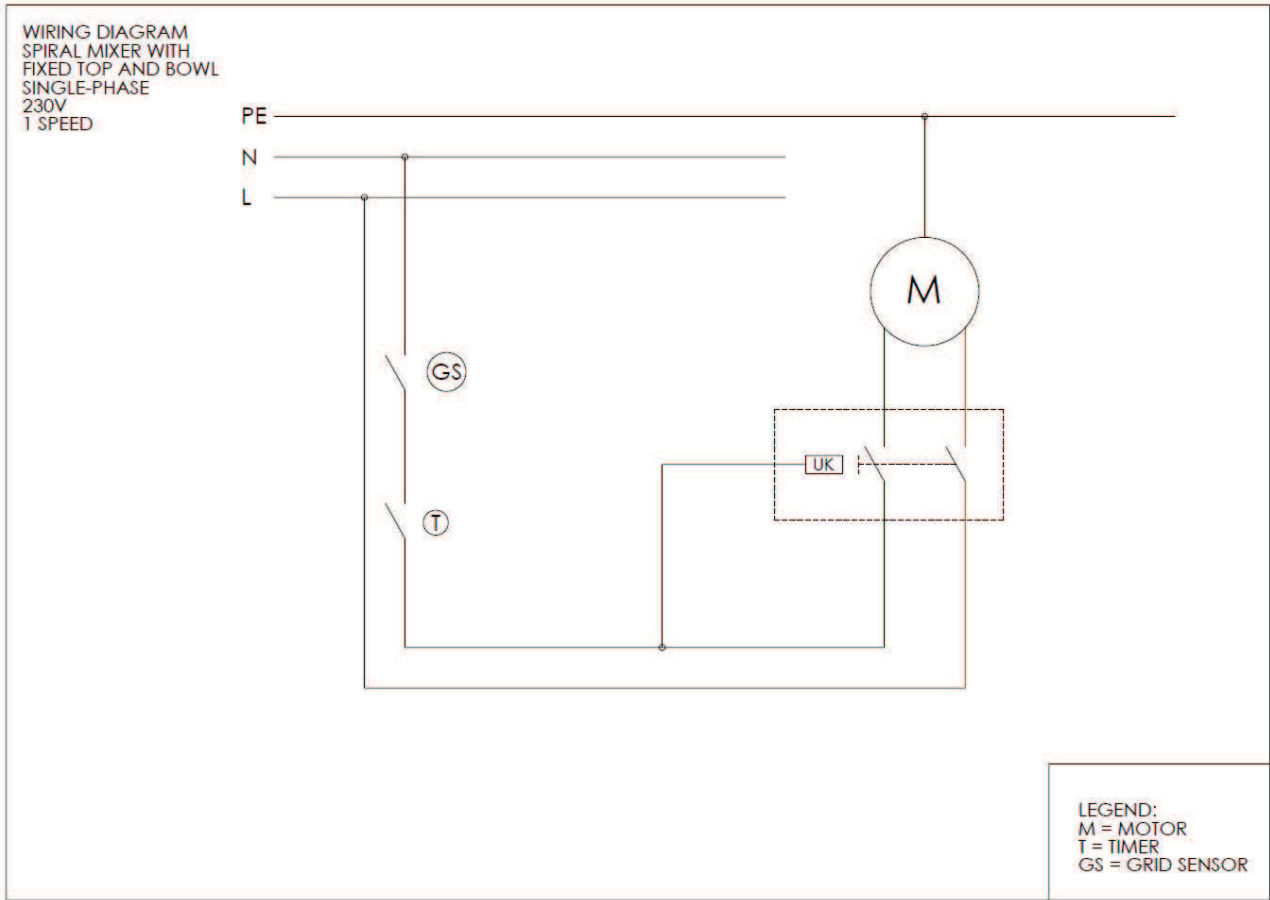 WIRING DIAGRAM
SPIRAL MIXER WITH
FIXED TOP AND BOWL
SINGLE-PHASE
230V
1 SPEED
PE
N
L
M
GS
UK
T
LEGEND:
M = MOTOR
T = TIMER
GS = GRID SENSOR